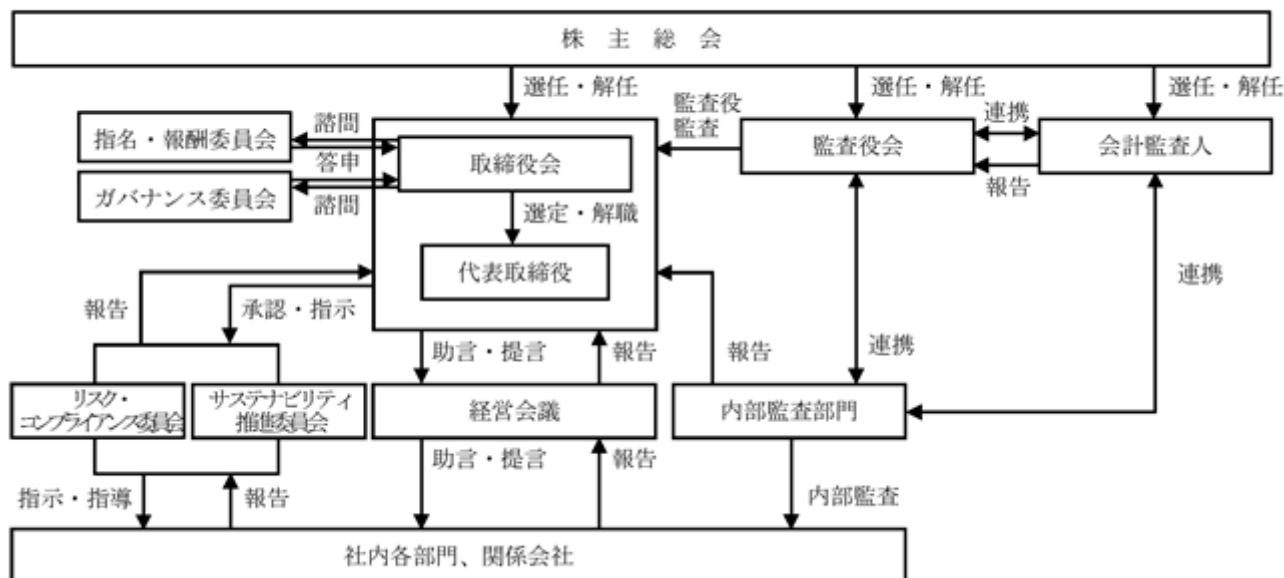 株主総会
選任・解任
選任・解任
選任・解任
監査役
監査
連携
指名・報酬委員会
諮問
取締役会
監査役会
会計監査人
答申
報告
ガバナンス委員会
諮問
選定・解職
代表取締役
連携
報告
承認・指示
助言・提言
報告
報告
連携
リスク・
コンプライアンス委員会
サステナビリティ
推進委員会
経営会議
内部監査部門
助言・提言
報告
指示・指導
報告
内部監査
社内各部門、関係会社